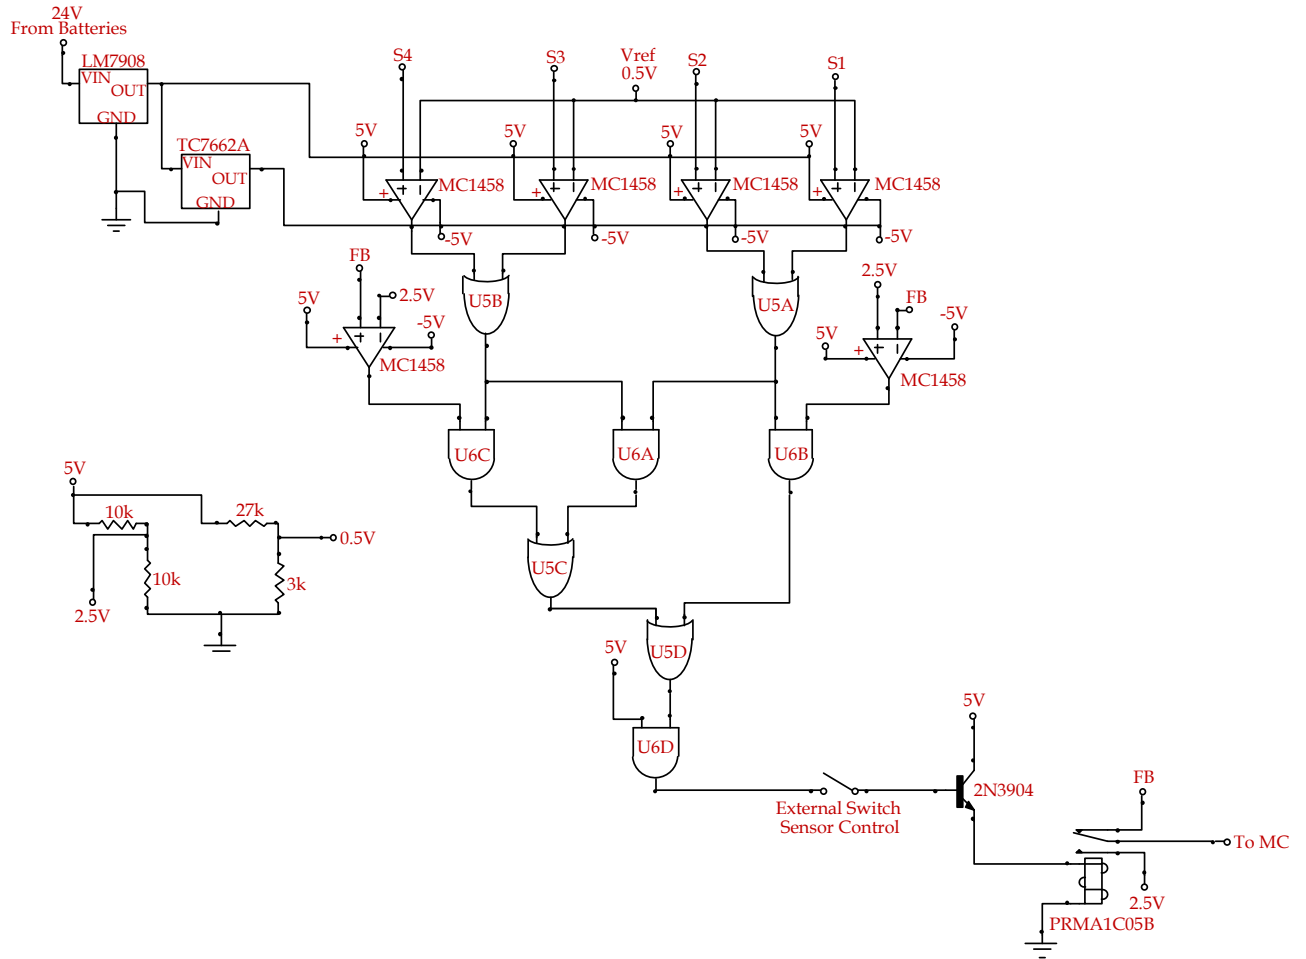 24V
From Batteries
LM7908
VIN
OUT
GND
TC7662A
VIN
OUT
GND
S4
S3
Vref
0.5V
S2
S1
5V
5V
5V
5V
+ −
+ −
+ −
+ −
+
+
+
+
MC1458
MC1458
MC1458
MC1458
-5V
-5V
-5V
-5V
FB
2.5V
5V
-5V
+ −
+
MC1458
U5B
U5A
2.5V
FB
-5V
5V
+ −
+
MC1458
U6C
U6A
U6B
5V
10k
27k
0.5V
10k
3k
2.5V
U5C
U5D
5V
U6D
External Switch
Sensor Control
5V
2N3904
FB
To MC
2.5V
PRMA1C05B